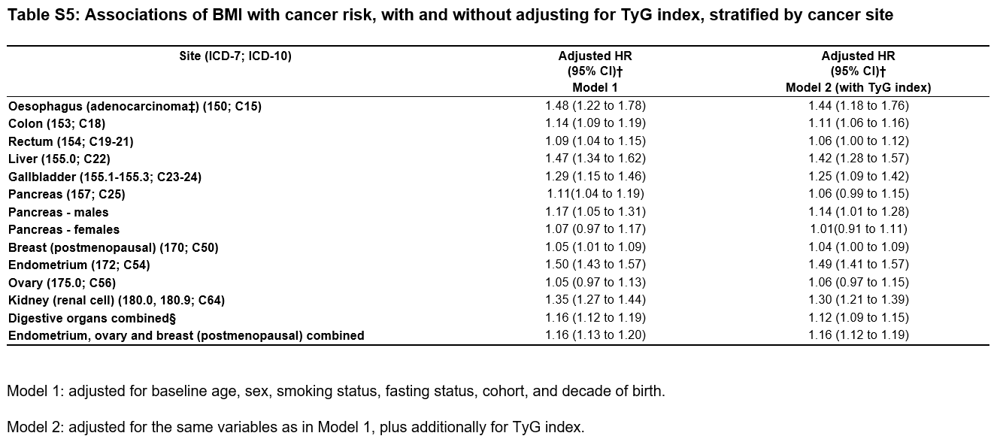 Table S5: Associations of BMI with cancer risk, with and without adjusting for TyG index, stratified by cancer site
Site (ICD-7; ICD-10) Adjusted HR Adjusted HR
(95% CI)† (95% CI)†
Model 1 Model 2 (with TyG index)
Oesophagus (adenocarcinoma‡) (150; C15) 1.48 (1.22 to 1.78) 1.44 (1.18 to 1.76)
Colon (153; C18) 1.14 (1.09 to 1.19) 1.11 (1.06 to 1.16)
Rectum (154; C19-21) 1.09 (1.04 to 1.15) 1.06 (1.00 to 1.12)
Liver (155.0; C22) 1.47 (1.34 to 1.62) 1.42 (1.28 to 1.57)
Gallbladder (155.1-155.3; C23-24) 1.29 (1.15 to 1.46) 1.25 (1.09 to 1.42)
Pancreas (157; C25) 1.11(1.04 to 1.19) 1.06 (0.99 to 1.15)
Pancreas - males 1.17 (1.05 to 1.31) 1.14 (1.01 to 1.28)
Pancreas - females 1.07 (0.97 to 1.17) 1.01(0.91 to 1.11)
Breast (postmenopausal) (170; C50) 1.05 (1.01 to 1.09) 1.04 (1.00 to 1.09)
Endometrium (172; C54) 1.50 (1.43 to 1.57) 1.49 (1.41 to 1.57)
Ovary (175.0; C56) 1.05 (0.97 to 1.13) 1.06 (0.97 to 1.15)
Kidney (renal cell) (180.0, 180.9; C64) 1.35 (1.27 to 1.44) 1.30 (1.21 to 1.39)
Digestive organs combined§ 1.16 (1.12 to 1.19) 1.12 (1.09 to 1.15)
Endometrium, ovary and breast (postmenopausal) combined 1.16 (1.13 to 1.20) 1.16 (1.12 to 1.19)
Model 1: adjusted for baseline age, sex, smoking status, fasting status, cohort, and decade of birth.
Model 2: adjusted for the same variables as in Model 1, plus additionally for TyG index.